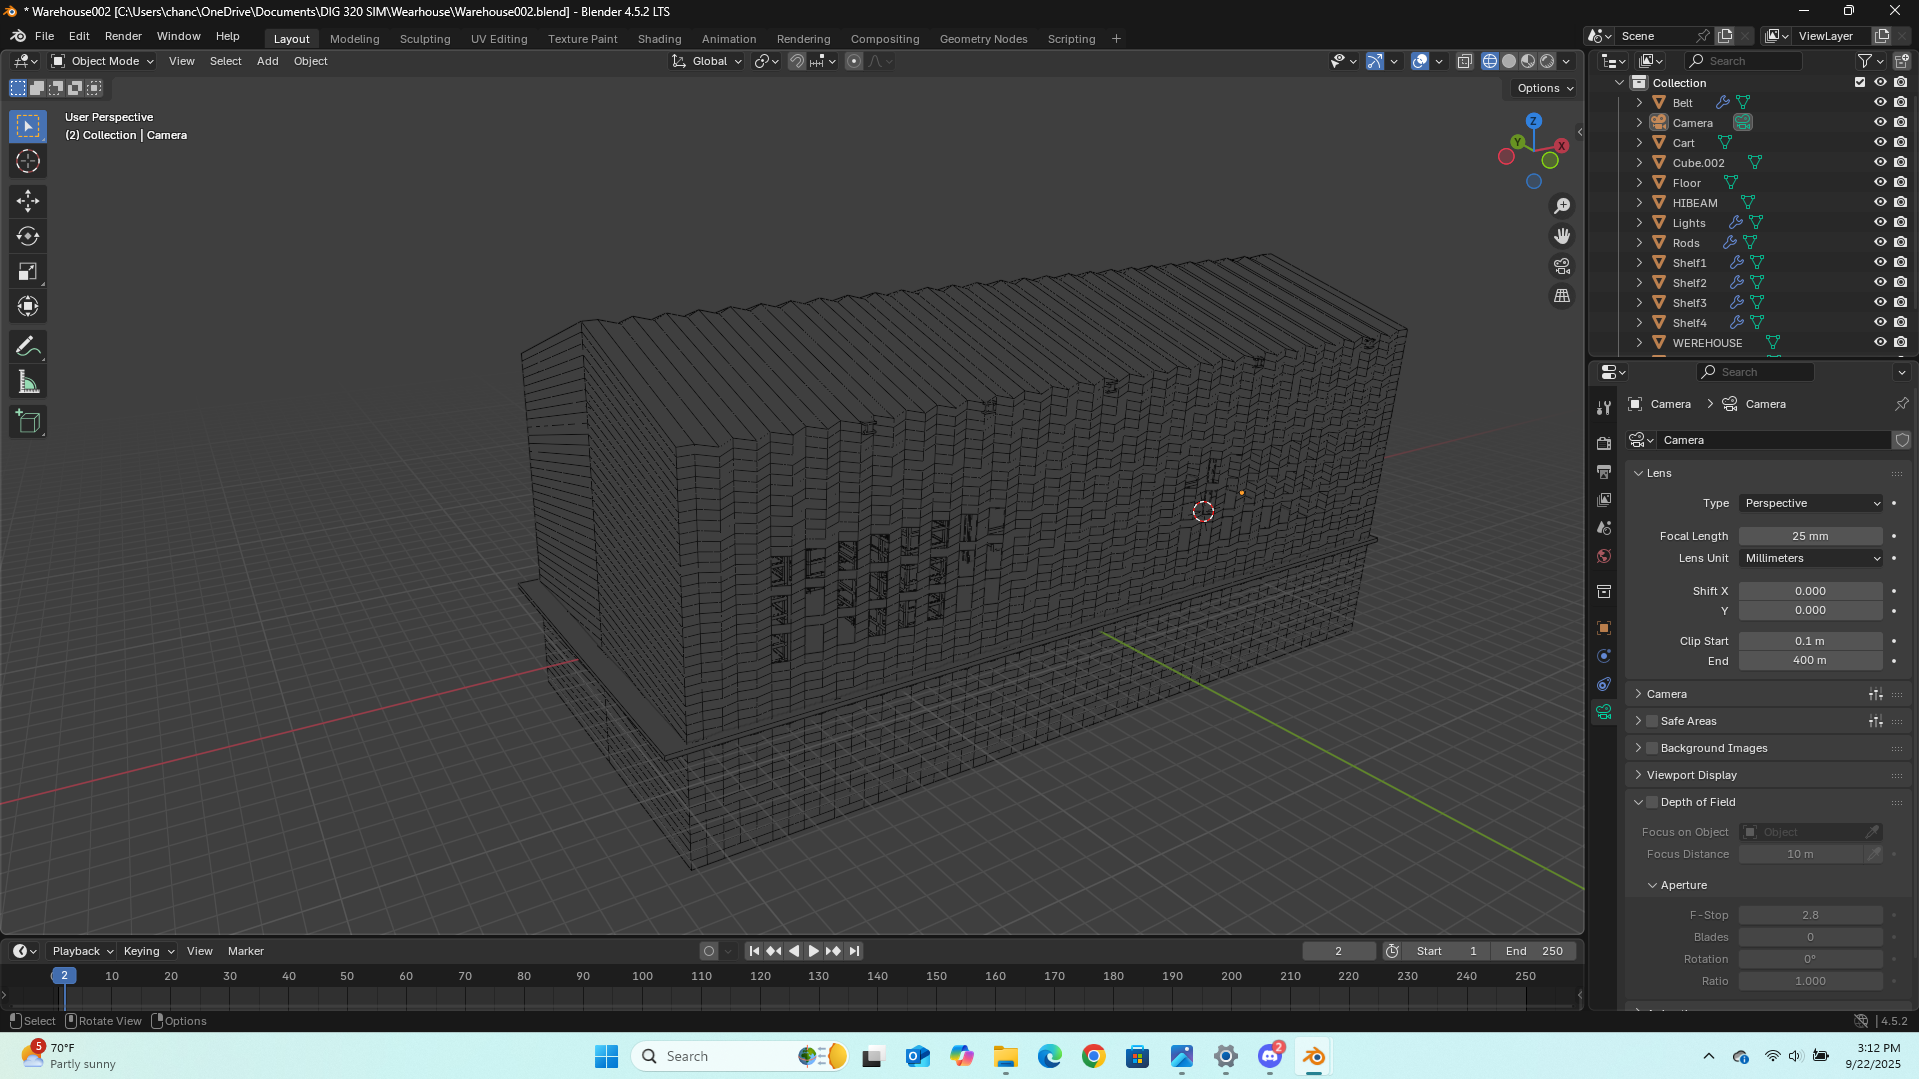 * Warehouse002 [C:\Users\chanc\OneDrive\Documents\DIG 320 SIM\Wearhouse\Warehouse002.blend] - Blender 4.5.2 LTS
File Edit Render Window Help Layout Modeling Sculpting UV Editing Texture Paint Shading Animation Rendering Compositing Geometry Nodes Scripting + Scene ViewLayer
Object Mode View Select Add Object Global Search
Options
User Perspective
(2) Collection | Camera
Z
Y
X
Collection
Belt
Camera
Cart
Cube.002
Floor
HIBEAM
Lights
Rods
Shelf1
Shelf2
Shelf3
Shelf4
WEREHOUSE
Search
Camera > Camera
Camera
Lens
Type Perspective
Focal Length 25 mm
Lens Unit Millimeters
Shift X 0.000
Y 0.000
Clip Start 0.1 m
End 400 m
Camera
Safe Areas
Background Images
Viewport Display
Depth of Field
Focus on Object Object
Focus Distance 10 m
Aperture
F-Stop 2.8
Blades 0
Rotation 0°
Ratio 1.000
Playback Keying View Marker 2 Start 1 End 250
2 10 20 30 40 50 60 70 80 90 100 110 120 130 140 150 160 170 180 190 200 210 220 230 240 250
Select Rotate View Options 4.5.2
5 70°F
Partly sunny
Search
2
3:12 PM
9/22/2025